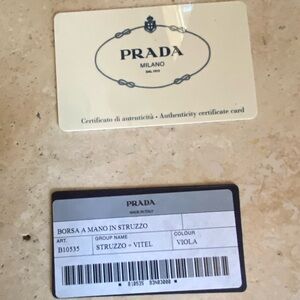 PRADA
MILANO
DAL 1913
Certificato di autenticità - Authenticity certificate card
PRADA
MADE IN ITALY
BORSA A MANO IN STRUZZO
ART. GROUP NAME COLOUR
B10535 STRUZZO - VITEL VIOLA